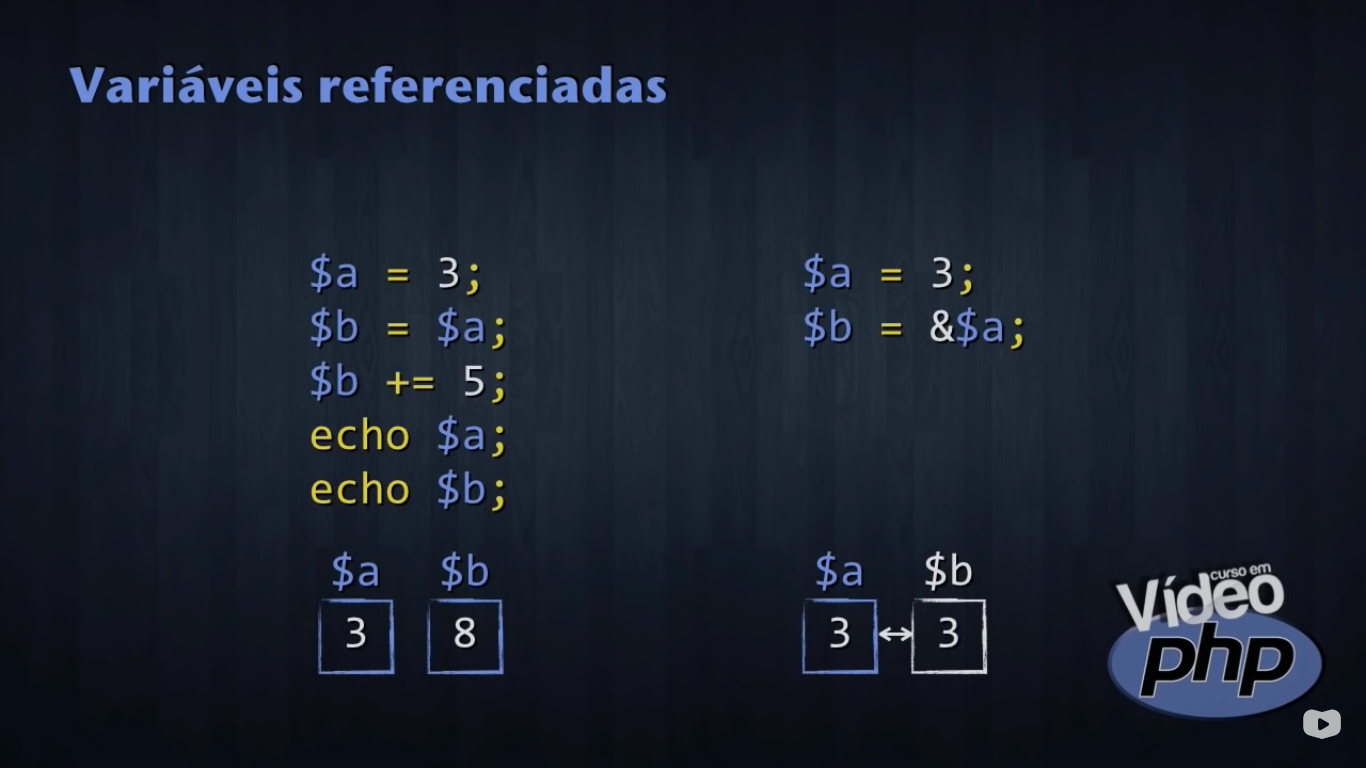 Variáveis referenciadas
$a = 3;
$b = $a;
$b += 5;
echo $a;
echo $b;
$a $b
3 8
$a = 3;
$b = &$a;
$a $b
3 ↔ 3
curso em
Vídeo
php